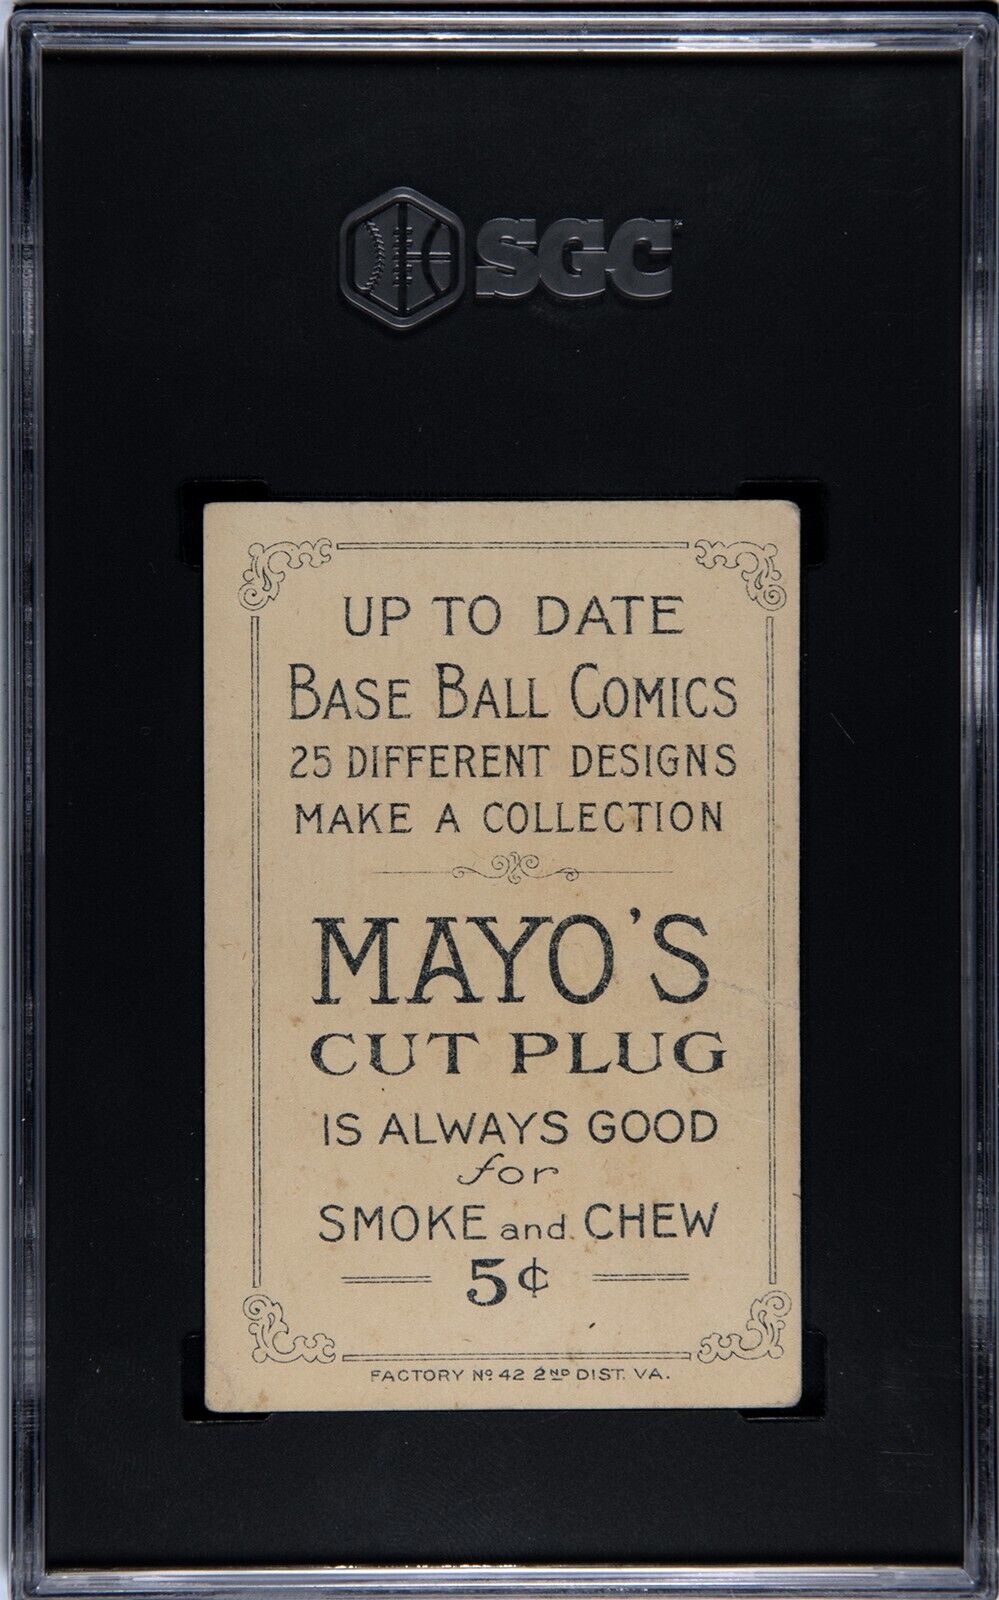 SGC
UP TO DATE
BASE BALL COMICS
25 DIFFERENT DESIGNS
MAKE A COLLECTION
MAYO'S
CUT PLUG
IS ALWAYS GOOD
for
SMOKE and CHEW
5¢
FACTORY Nº 42 2ND DIST. VA.